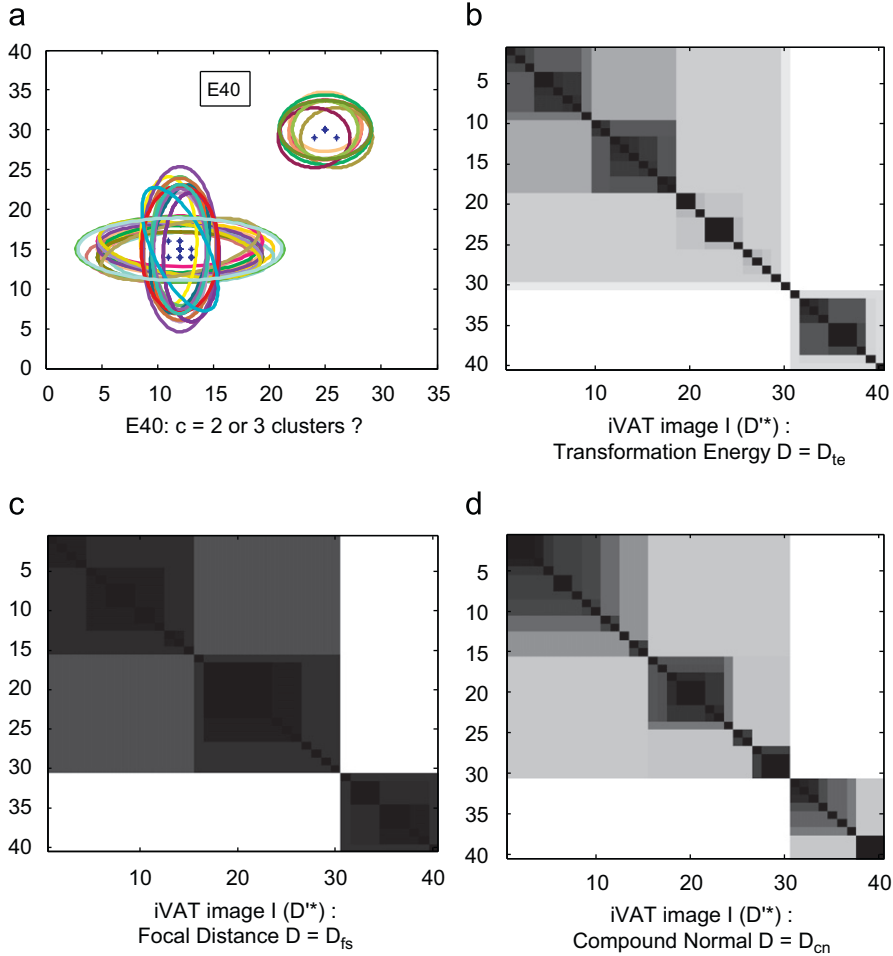 a
40
35
30
25
20
15
10
5
0
E40
0 5 10 15 20 25 30 35
E40: c = 2 or 3 clusters ?
b
5
10
15
20
25
30
35
40
10 20 30 40
iVAT image I (D'*) :
Transformation Energy D = Dte
c
5
10
15
20
25
30
35
40
10 20 30 40
iVAT image I (D'*) :
Focal Distance D = Dfs
d
5
10
15
20
25
30
35
40
10 20 30 40
iVAT image I (D'*) :
Compound Normal D = Dcn